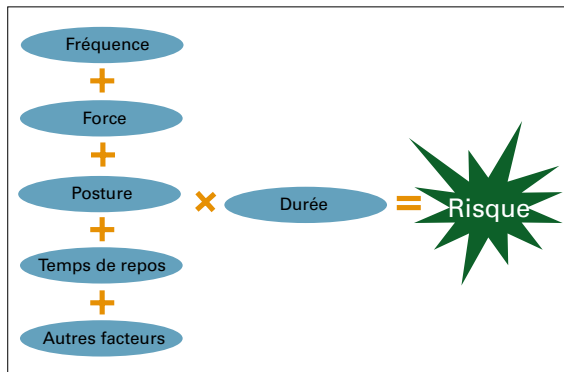 Fréquence
+
Force
+
Posture
×
Durée
=
Risque
+
Temps de repos
+
Autres facteurs